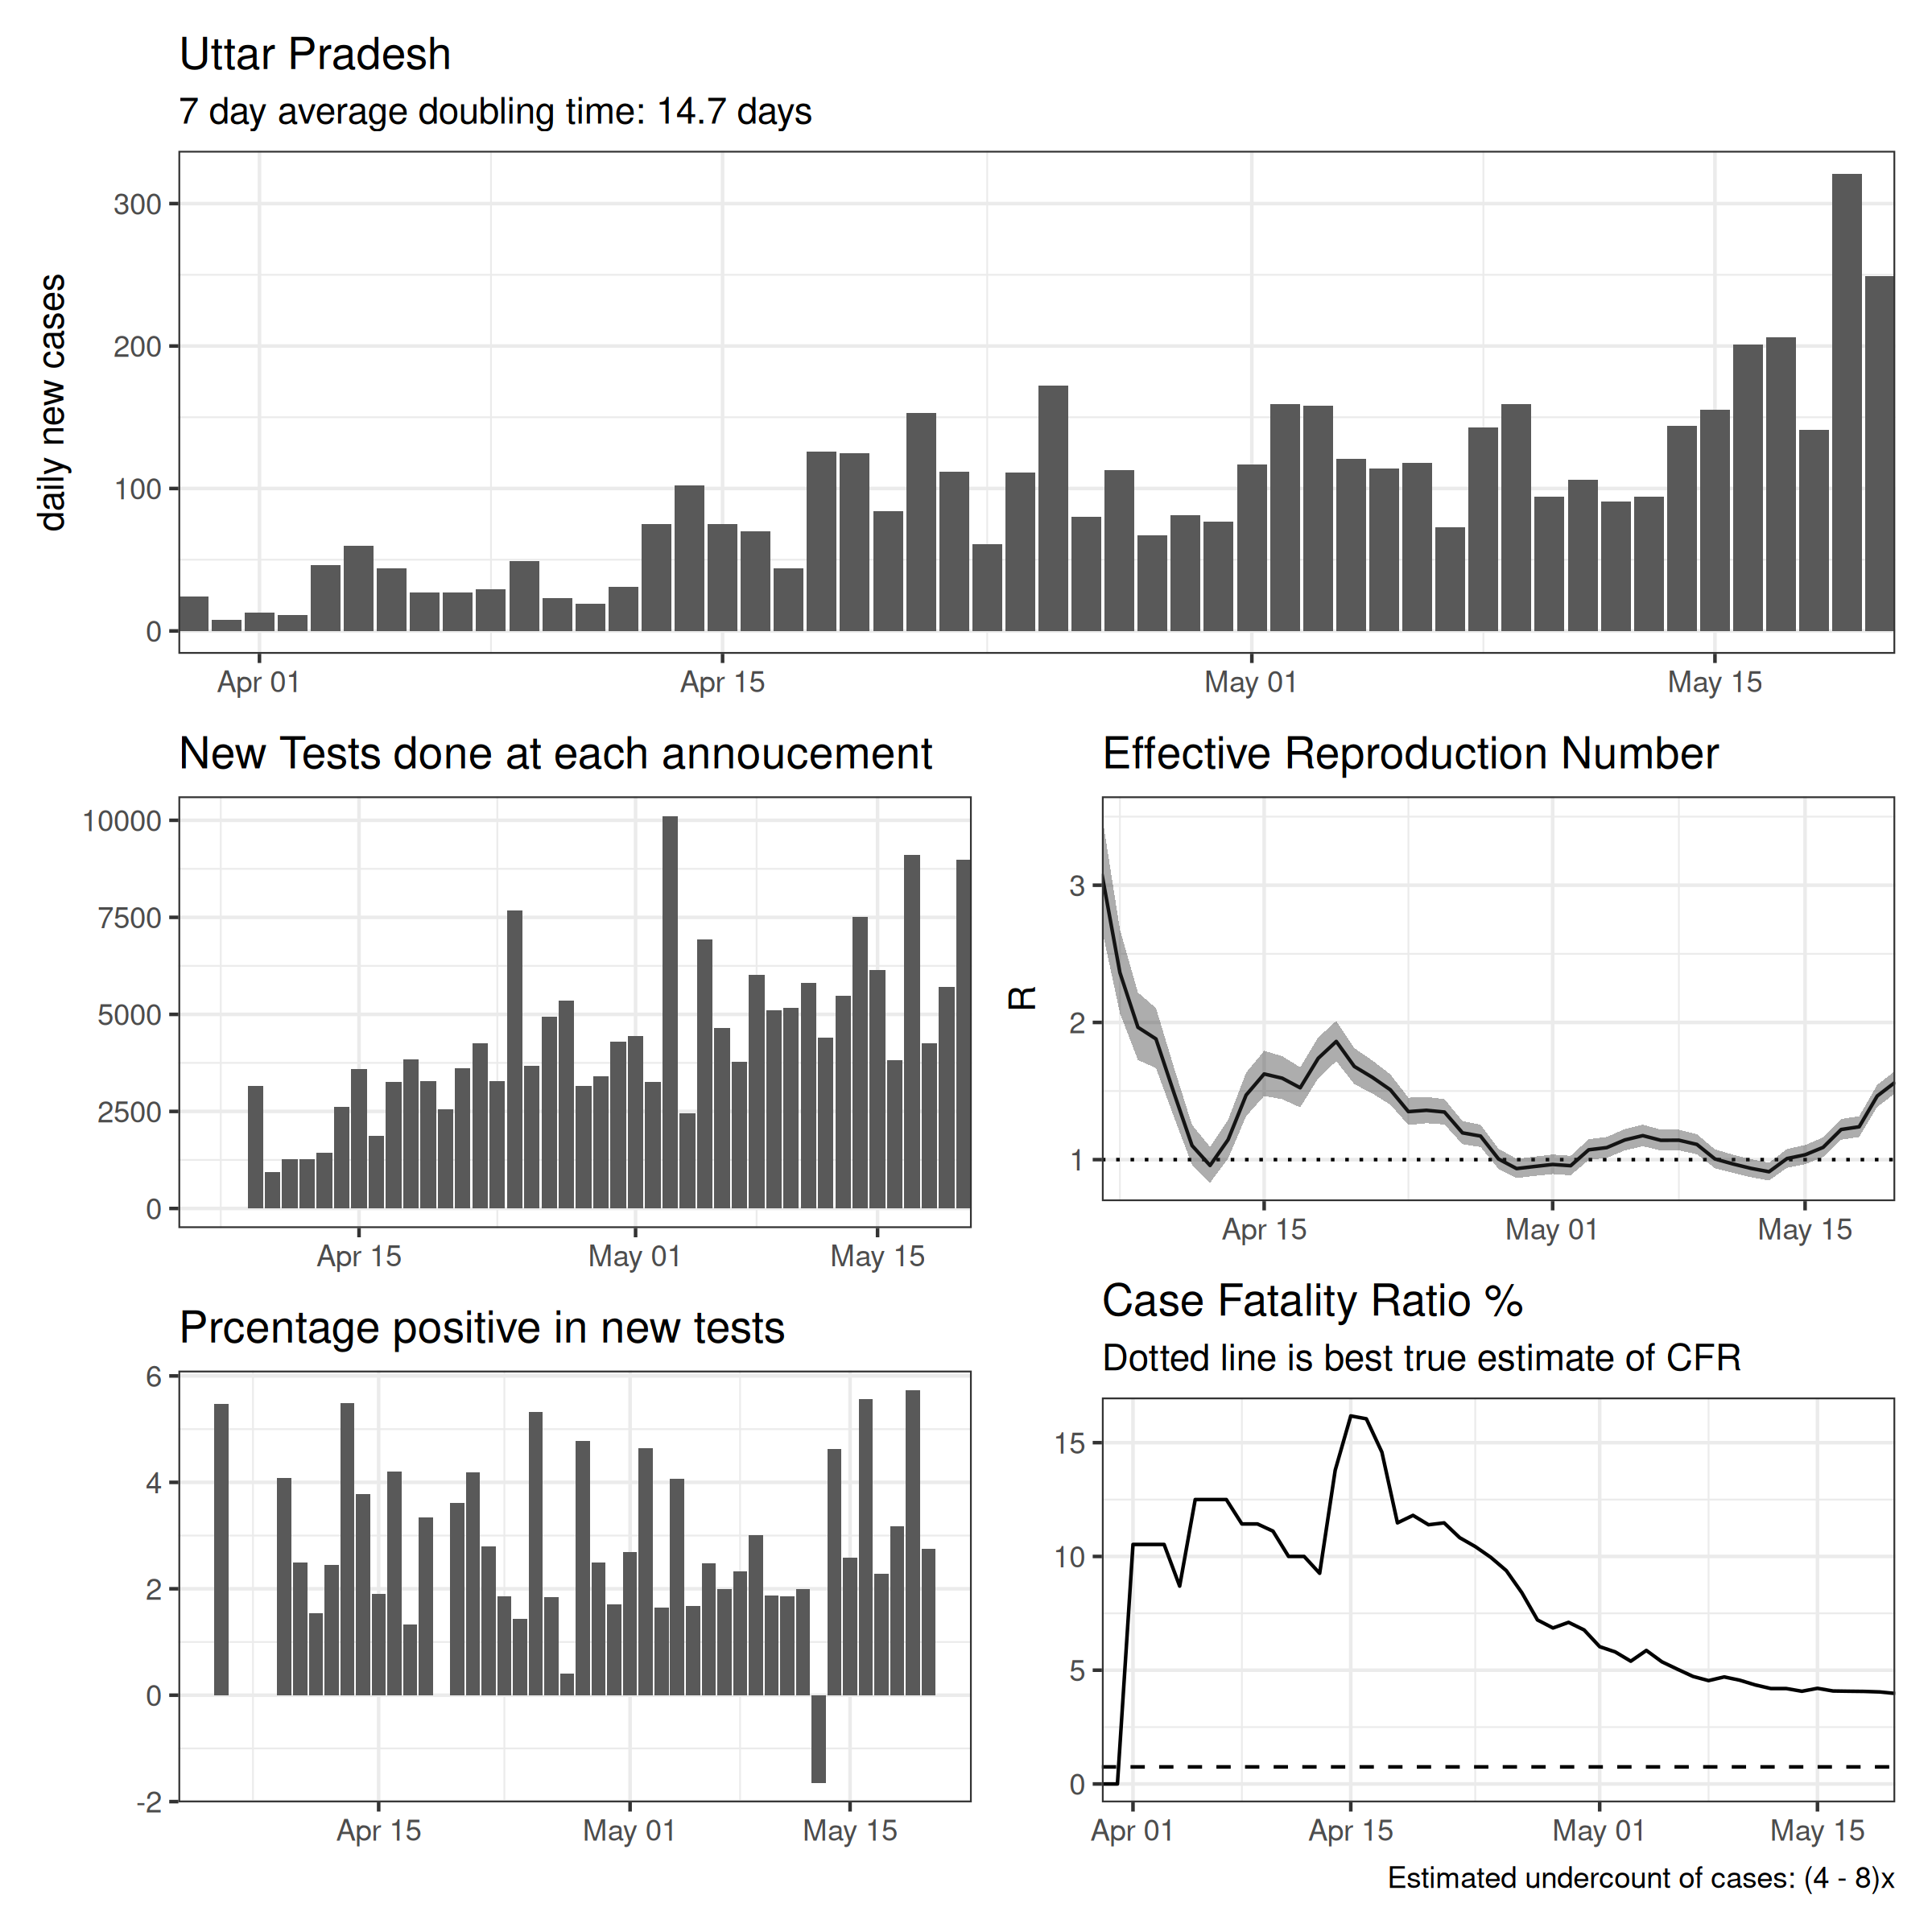 Uttar Pradesh
7 day average doubling time: 14.7 days
daily new cases
300
200
100
0
Apr 01 Apr 15 May 01 May 15
New Tests done at each annoucement
10000
7500
5000
2500
0
Apr 15 May 01 May 15
Effective Reproduction Number
R
3
2
1
Apr 15 May 01 May 15
Prcentage positive in new tests
6
4
2
0
-2
Apr 15 May 01 May 15
Case Fatality Ratio %
Dotted line is best true estimate of CFR
15
10
5
0
Apr 01 Apr 15 May 01 May 15
Estimated undercount of cases: (4 - 8)x